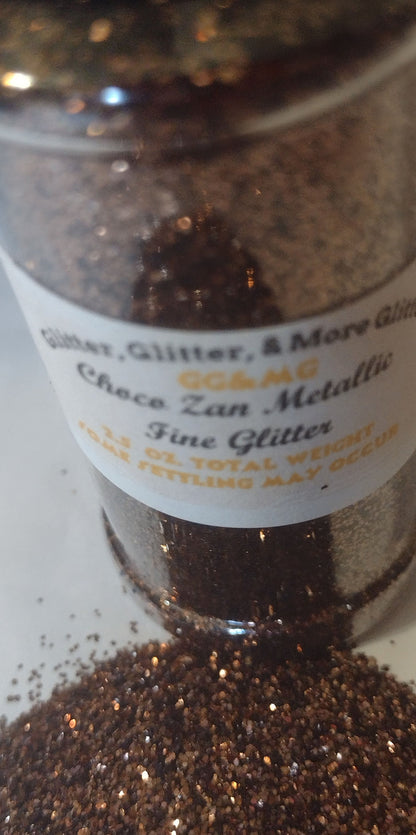 Glitter, Glitter, & More Glitt
GG&MG
Choco Zan Metallic
Fine Glitter
2.5 OZ. TOTAL WEIGHT
SOME SETTLING MAY OCCUR